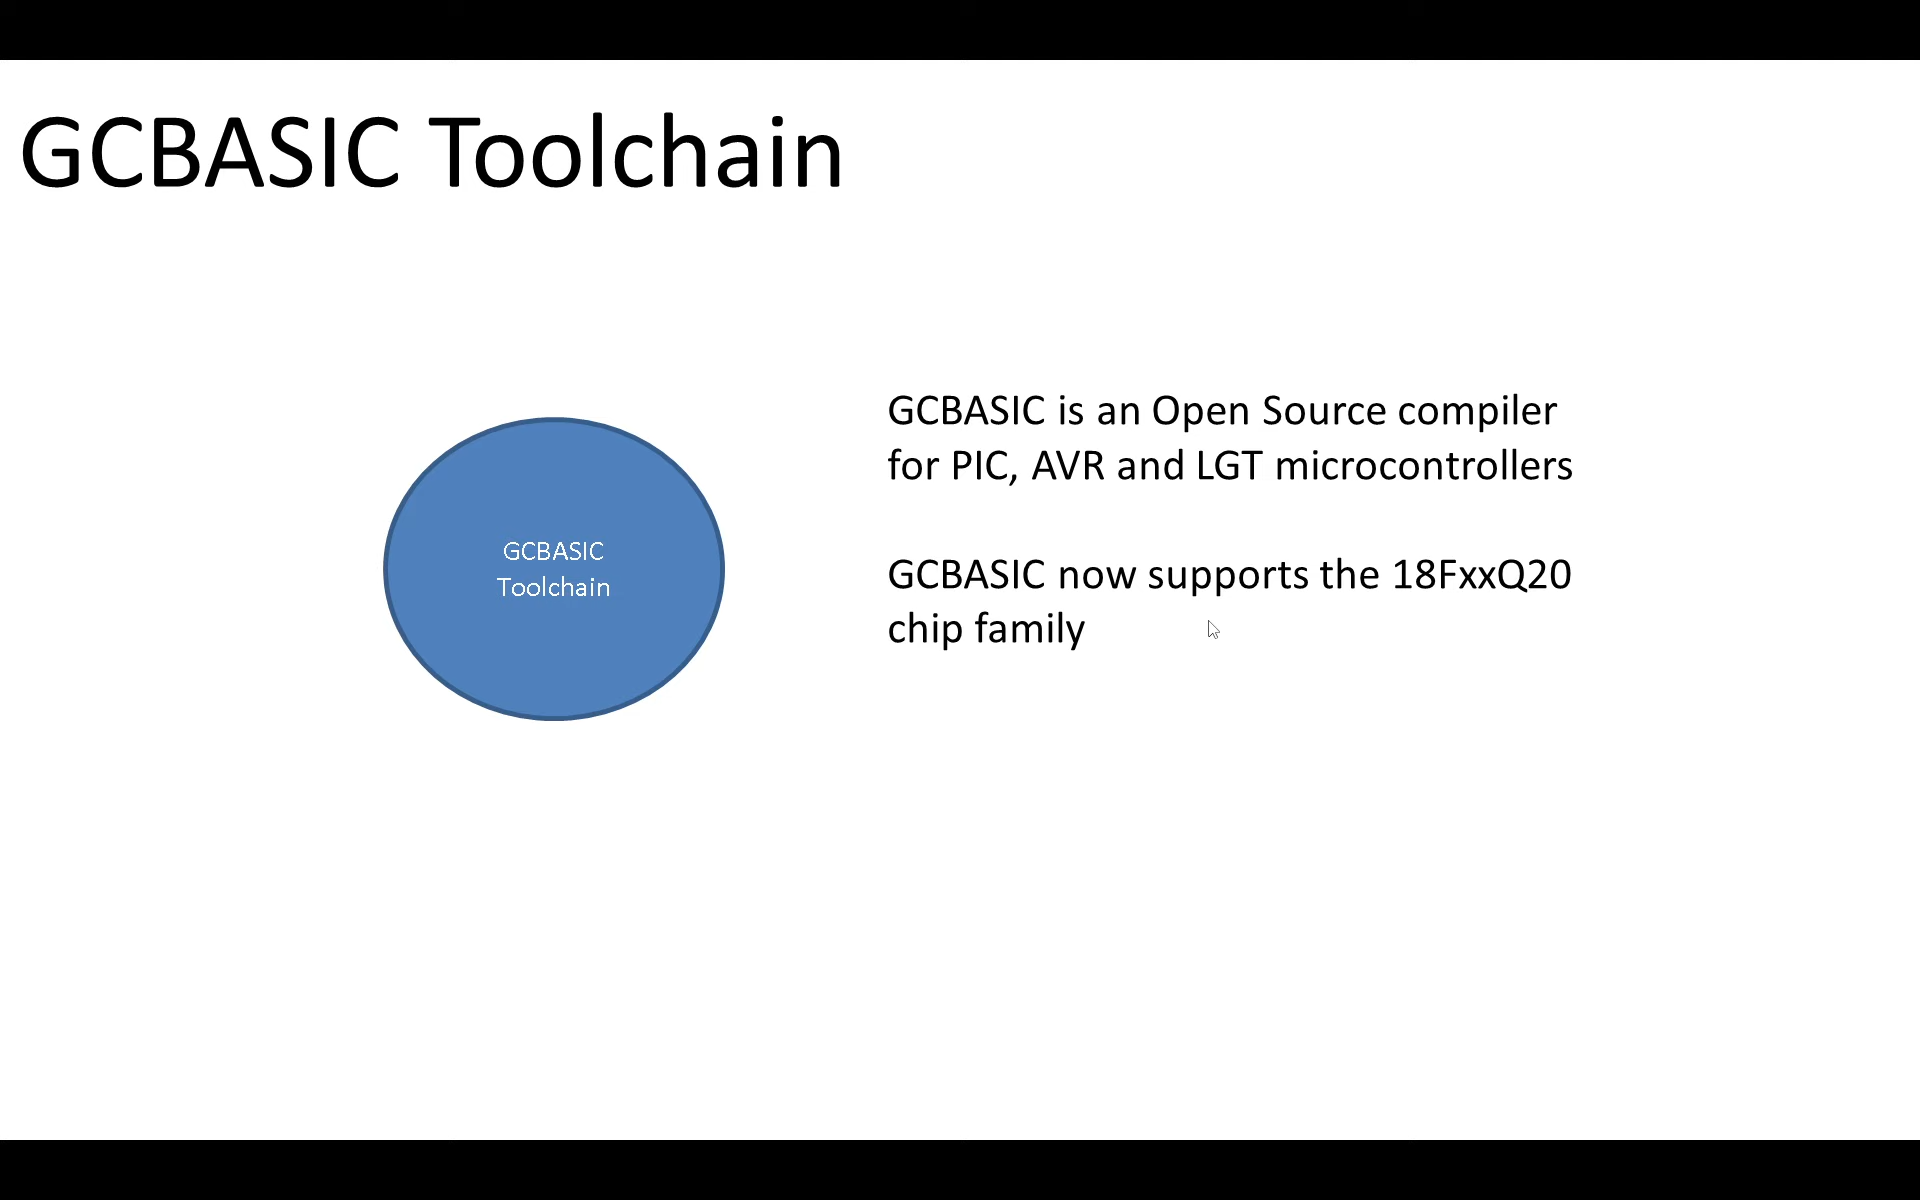 GCBASIC Toolchain
GCBASIC
Toolchain
GCBASIC is an Open Source compiler
for PIC, AVR and LGT microcontrollers
GCBASIC now supports the 18FxxQ20
chip family